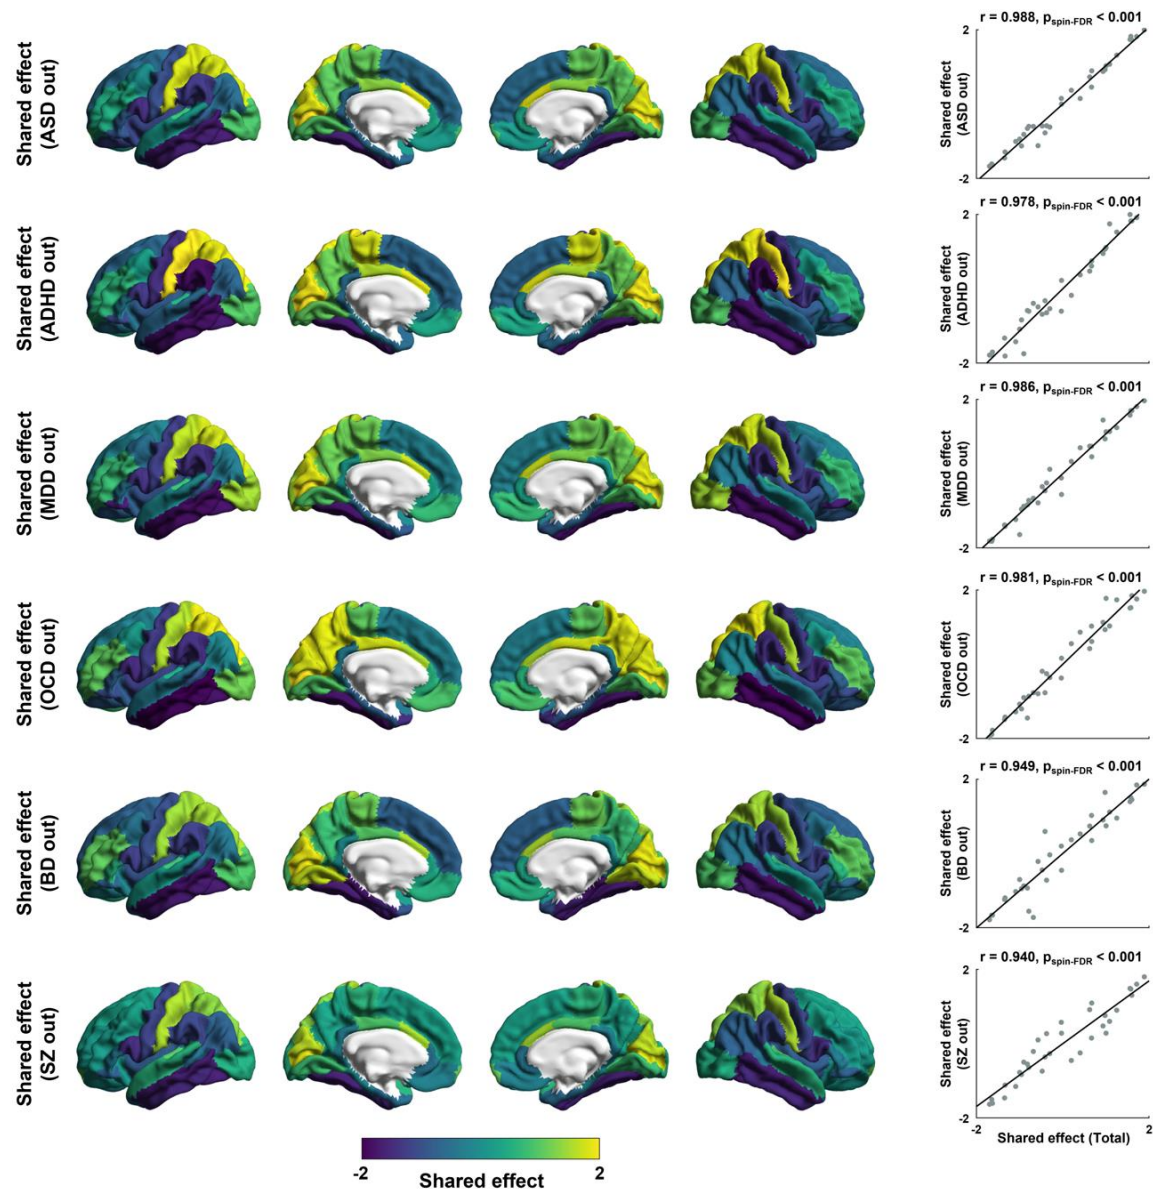 Shared effect
(ASD out)
r = 0.988, pspin-FDR < 0.001
2
Shared effect
(ASD out)
-2
Shared effect
(ADHD out)
r = 0.978, pspin-FDR < 0.001
2
Shared effect
(ADHD out)
-2
Shared effect
(MDD out)
r = 0.986, pspin-FDR < 0.001
2
Shared effect
(MDD out)
-2
Shared effect
(OCD out)
r = 0.981, pspin-FDR < 0.001
2
Shared effect
(OCD out)
-2
Shared effect
(BD out)
r = 0.949, pspin-FDR < 0.001
2
Shared effect
(BD out)
-2
Shared effect
(SZ out)
r = 0.940, pspin-FDR < 0.001
2
Shared effect
(SZ out)
-2
-2 2
Shared effect (Total)
-2 2
Shared effect